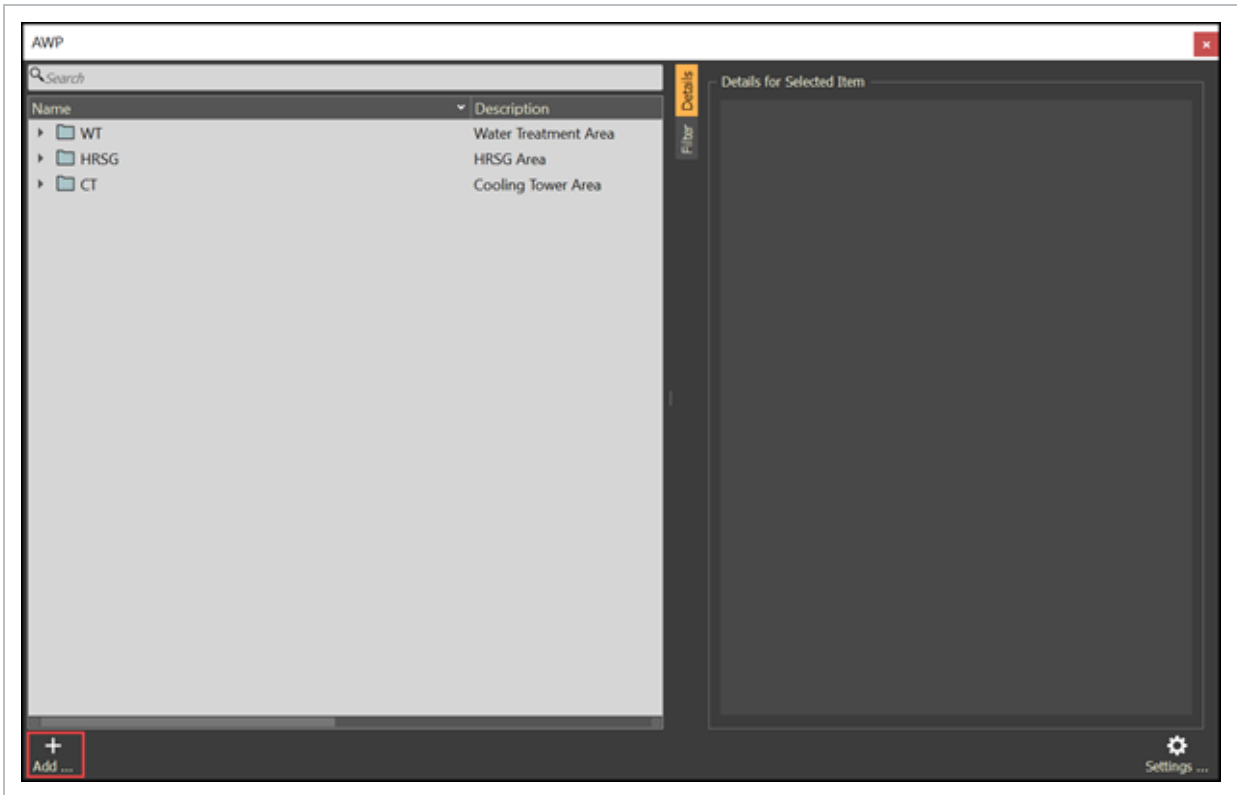 AWP
Search
Name Description
WT Water Treatment Area
HRSG HRSG Area
CT Cooling Tower Area
Details
Filter
Details for Selected Item
Add ...
Settings ...